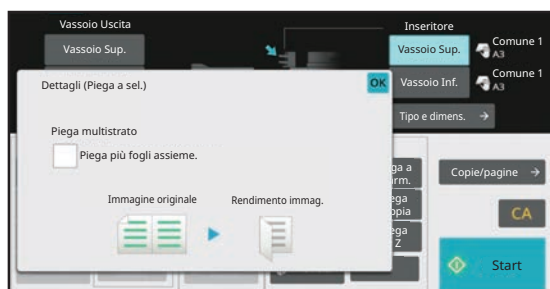 Vassoio Uscita
Inseritore
Vassoio Sup.
Vassoio Sup.
Comune 1
A3
Dettagli (Piega a sel.)
OK
Vassoio Inf.
Comune 1
A3
Tipo e dimens.
Piega multistrato
Piega più fogli assieme.
Copie/pagine
Immagine originale
Rendimento immag.
CA
Z
Start